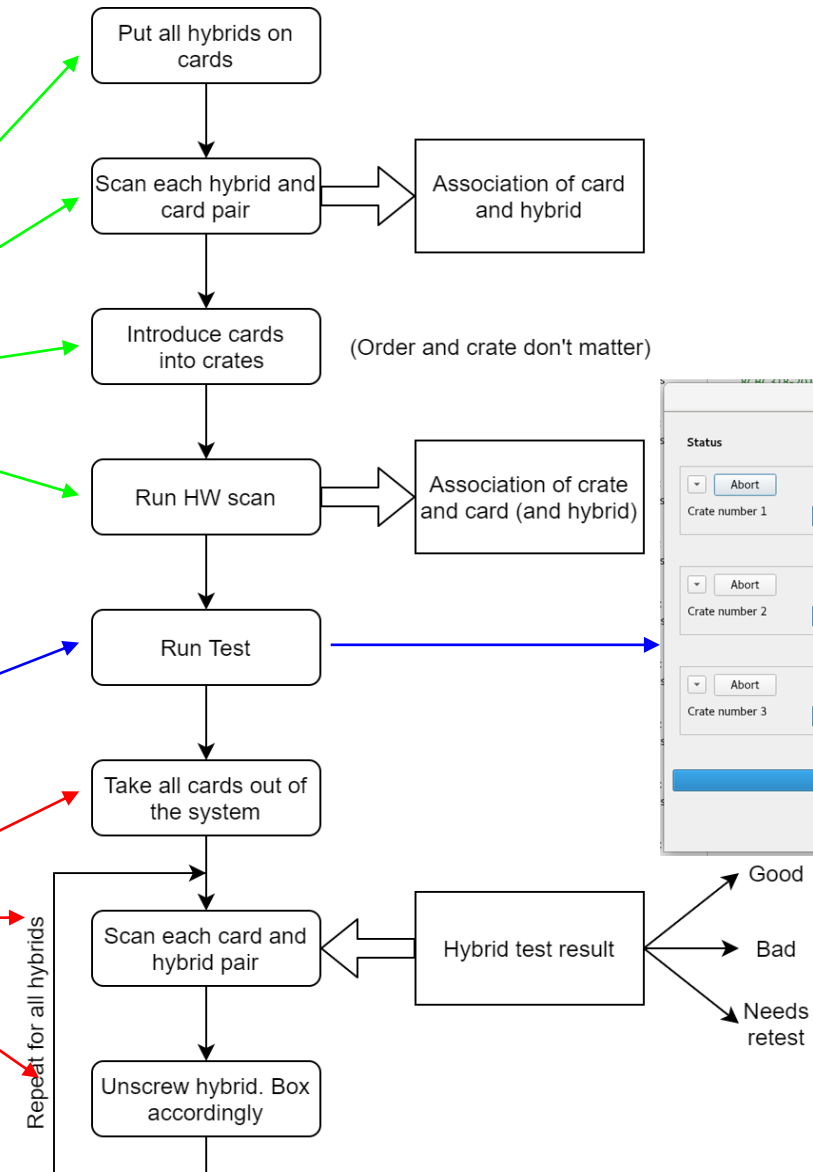 Put all hybrids on
cards
Scan each hybrid and
card pair
Association of card
and hybrid
Introduce cards
into crates
(Order and crate don't matter)
Run HW scan
Association of crate
and card (and hybrid)
Status
Abort
Crate number 1
Abort
Crate number 2
Abort
Crate number 3
Run Test
Take all cards out of
the system
Repeat for all hybrids
Scan each card and
hybrid pair
Hybrid test result
Good
Bad
Needs
retest
Unscrew hybrid. Box
accordingly